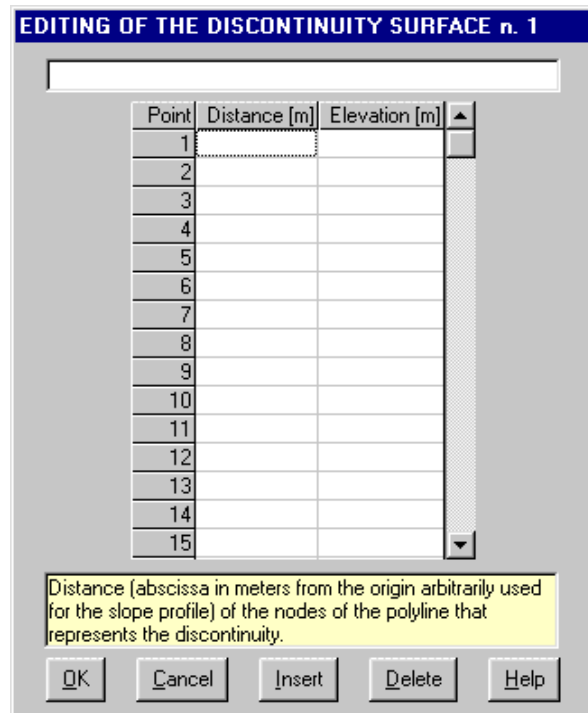 EDITING OF THE DISCONTINUITY SURFACE n. 1
Point Distance [m] Elevation [m]
1
2
3
4
5
6
7
8
9
10
11
12
13
14
15
Distance (abscissa in meters from the origin arbitrarily used
for the slope profile) of the nodes of the polyline that
represents the discontinuity.
OK Cancel Insert Delete Help